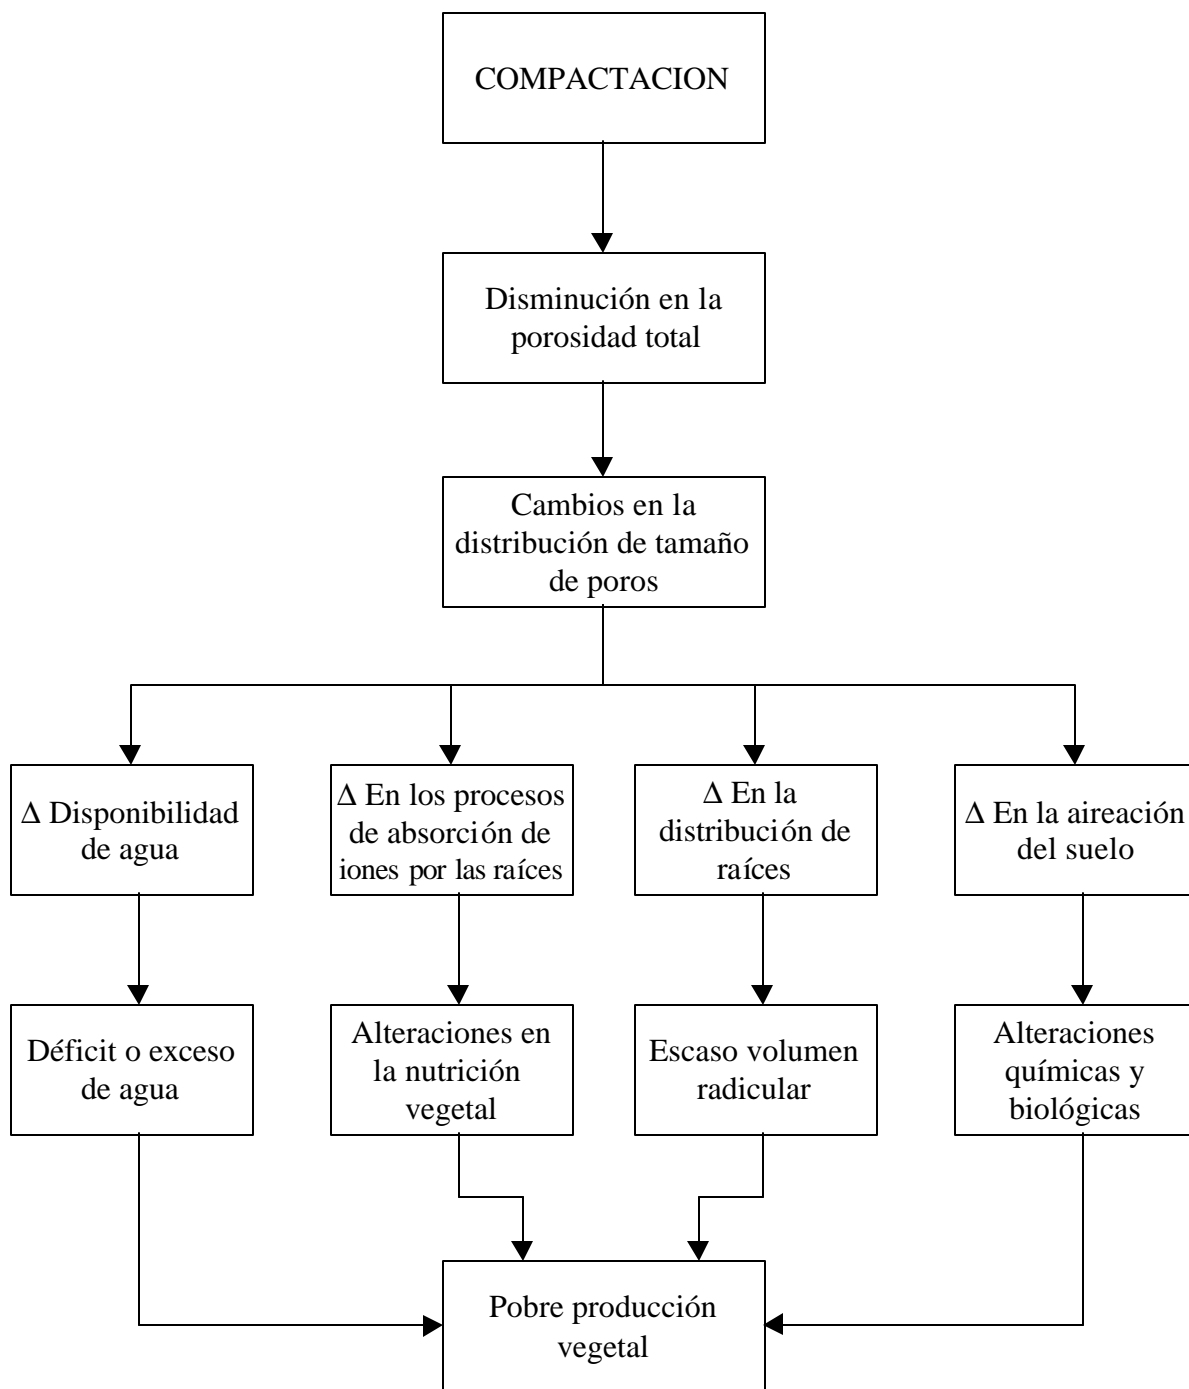 COMPACTACION
Disminución en la
porosidad total
Cambios en la
distribución de tamaño
de poros
Δ Disponibilidad
de agua
Δ En los procesos
de absorción de
iones por las raíces
Δ En la
distribución de
raíces
Δ En la aireación
del suelo
Déficit o exceso
de agua
Alteraciones en
la nutrición
vegetal
Escaso volumen
radicular
Alteraciones
químicas y
biológicas
Pobre producción
vegetal